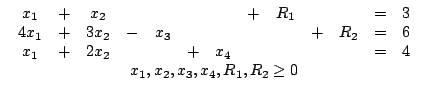 x₁ + x₂ + R₁ = 3
4x₁ + 3x₂ − x₃ + R₂ = 6
x₁ + 2x₂ + x₄ = 4
x₁, x₂, x₃, x₄, R₁, R₂ ≥ 0